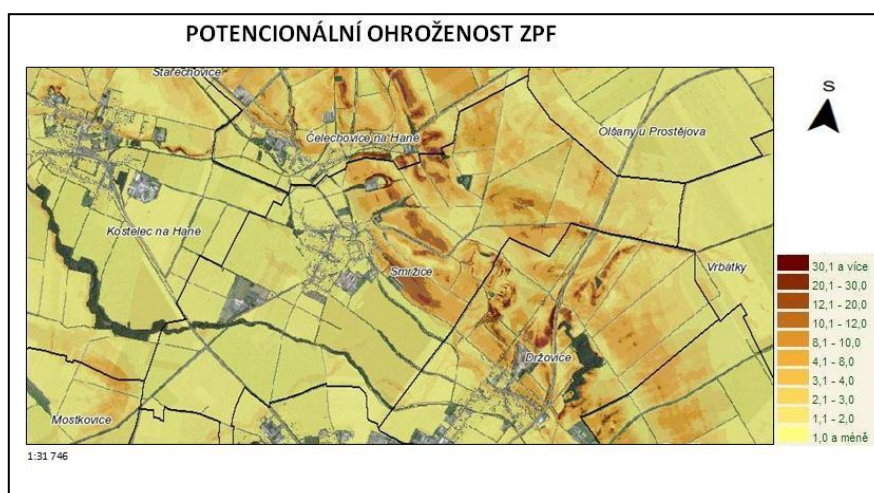 POTENCIONÁLNÍ OHROŽENOST ZPF
S
Stařechovice
Čelechovice na Hané
Olšany u Prostějova
Kostelec na Hané
Smržice
Vrbátky
Držovice
Mostkovice
30,1 a více
20,1 - 30,0
12,1 - 20,0
10,1 - 12,0
8,1 - 10,0
4,1 - 8,0
3,1 - 4,0
2,1 - 3,0
1,1 - 2,0
1,0 a méně
1:31 746